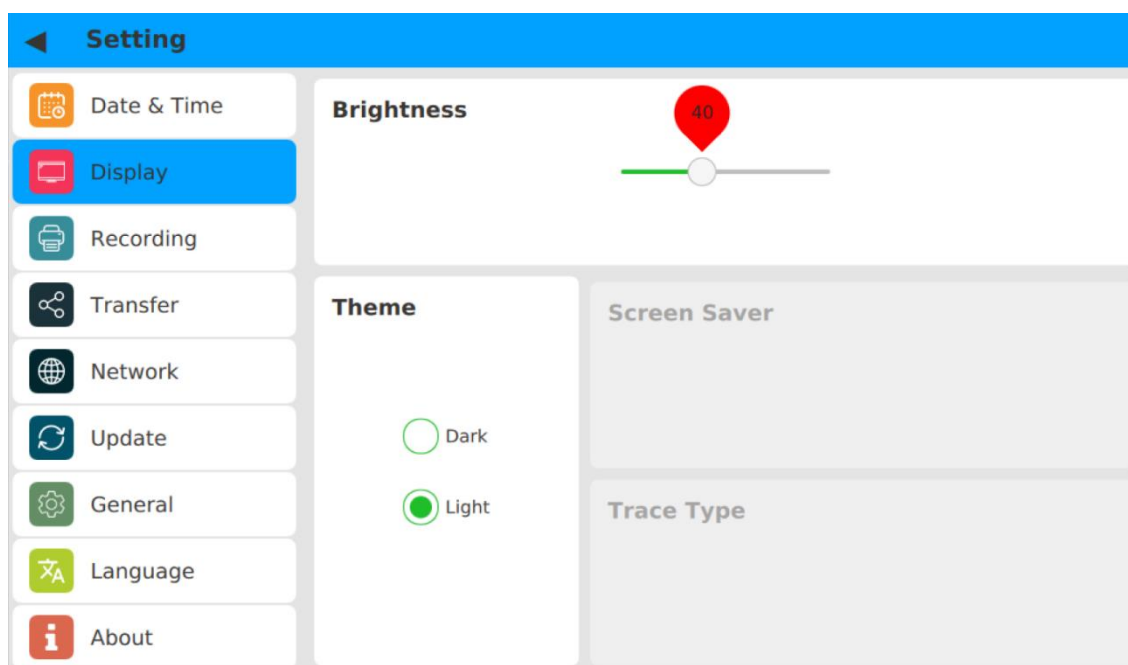 Setting
Date & Time
Display
Recording
Transfer
Network
Update
General
Language
About
Brightness
40
Theme
Dark
Light
Screen Saver
Trace Type